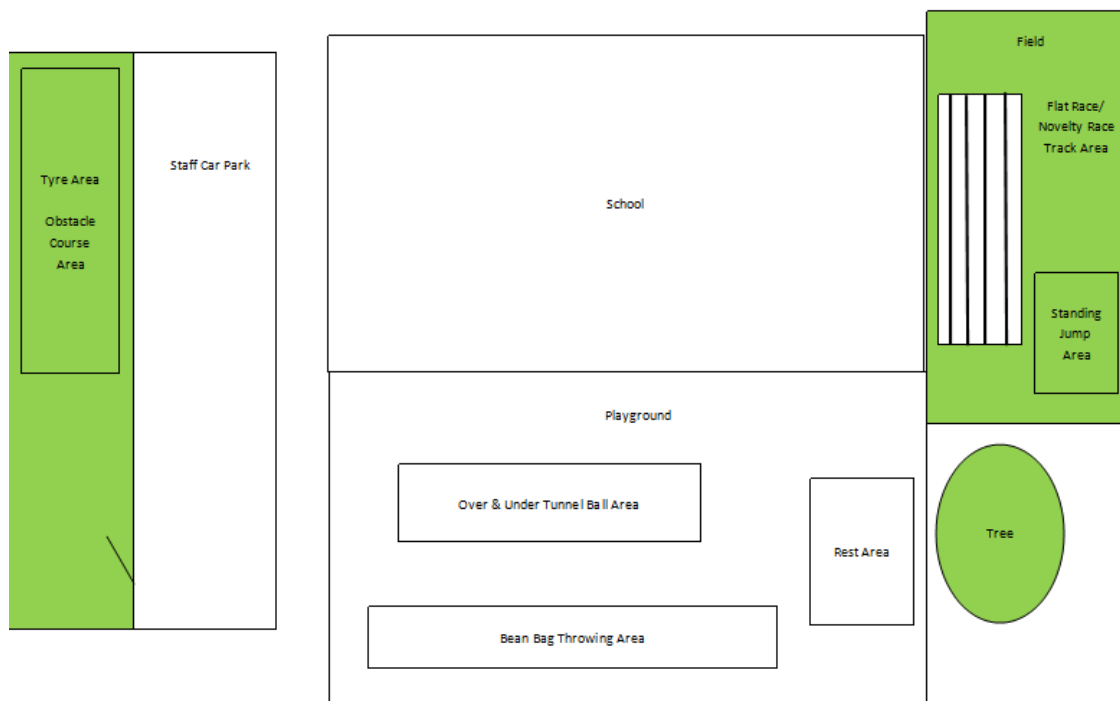 Field
Flat Race/
Novelty Race
Track Area
Staff Car Park
Tyre Area
Obstacle
Course
Area
School
Standing
Jump
Area
Playground
Over & Under Tunnel Ball Area
Rest Area
Tree
Bean Bag Throwing Area